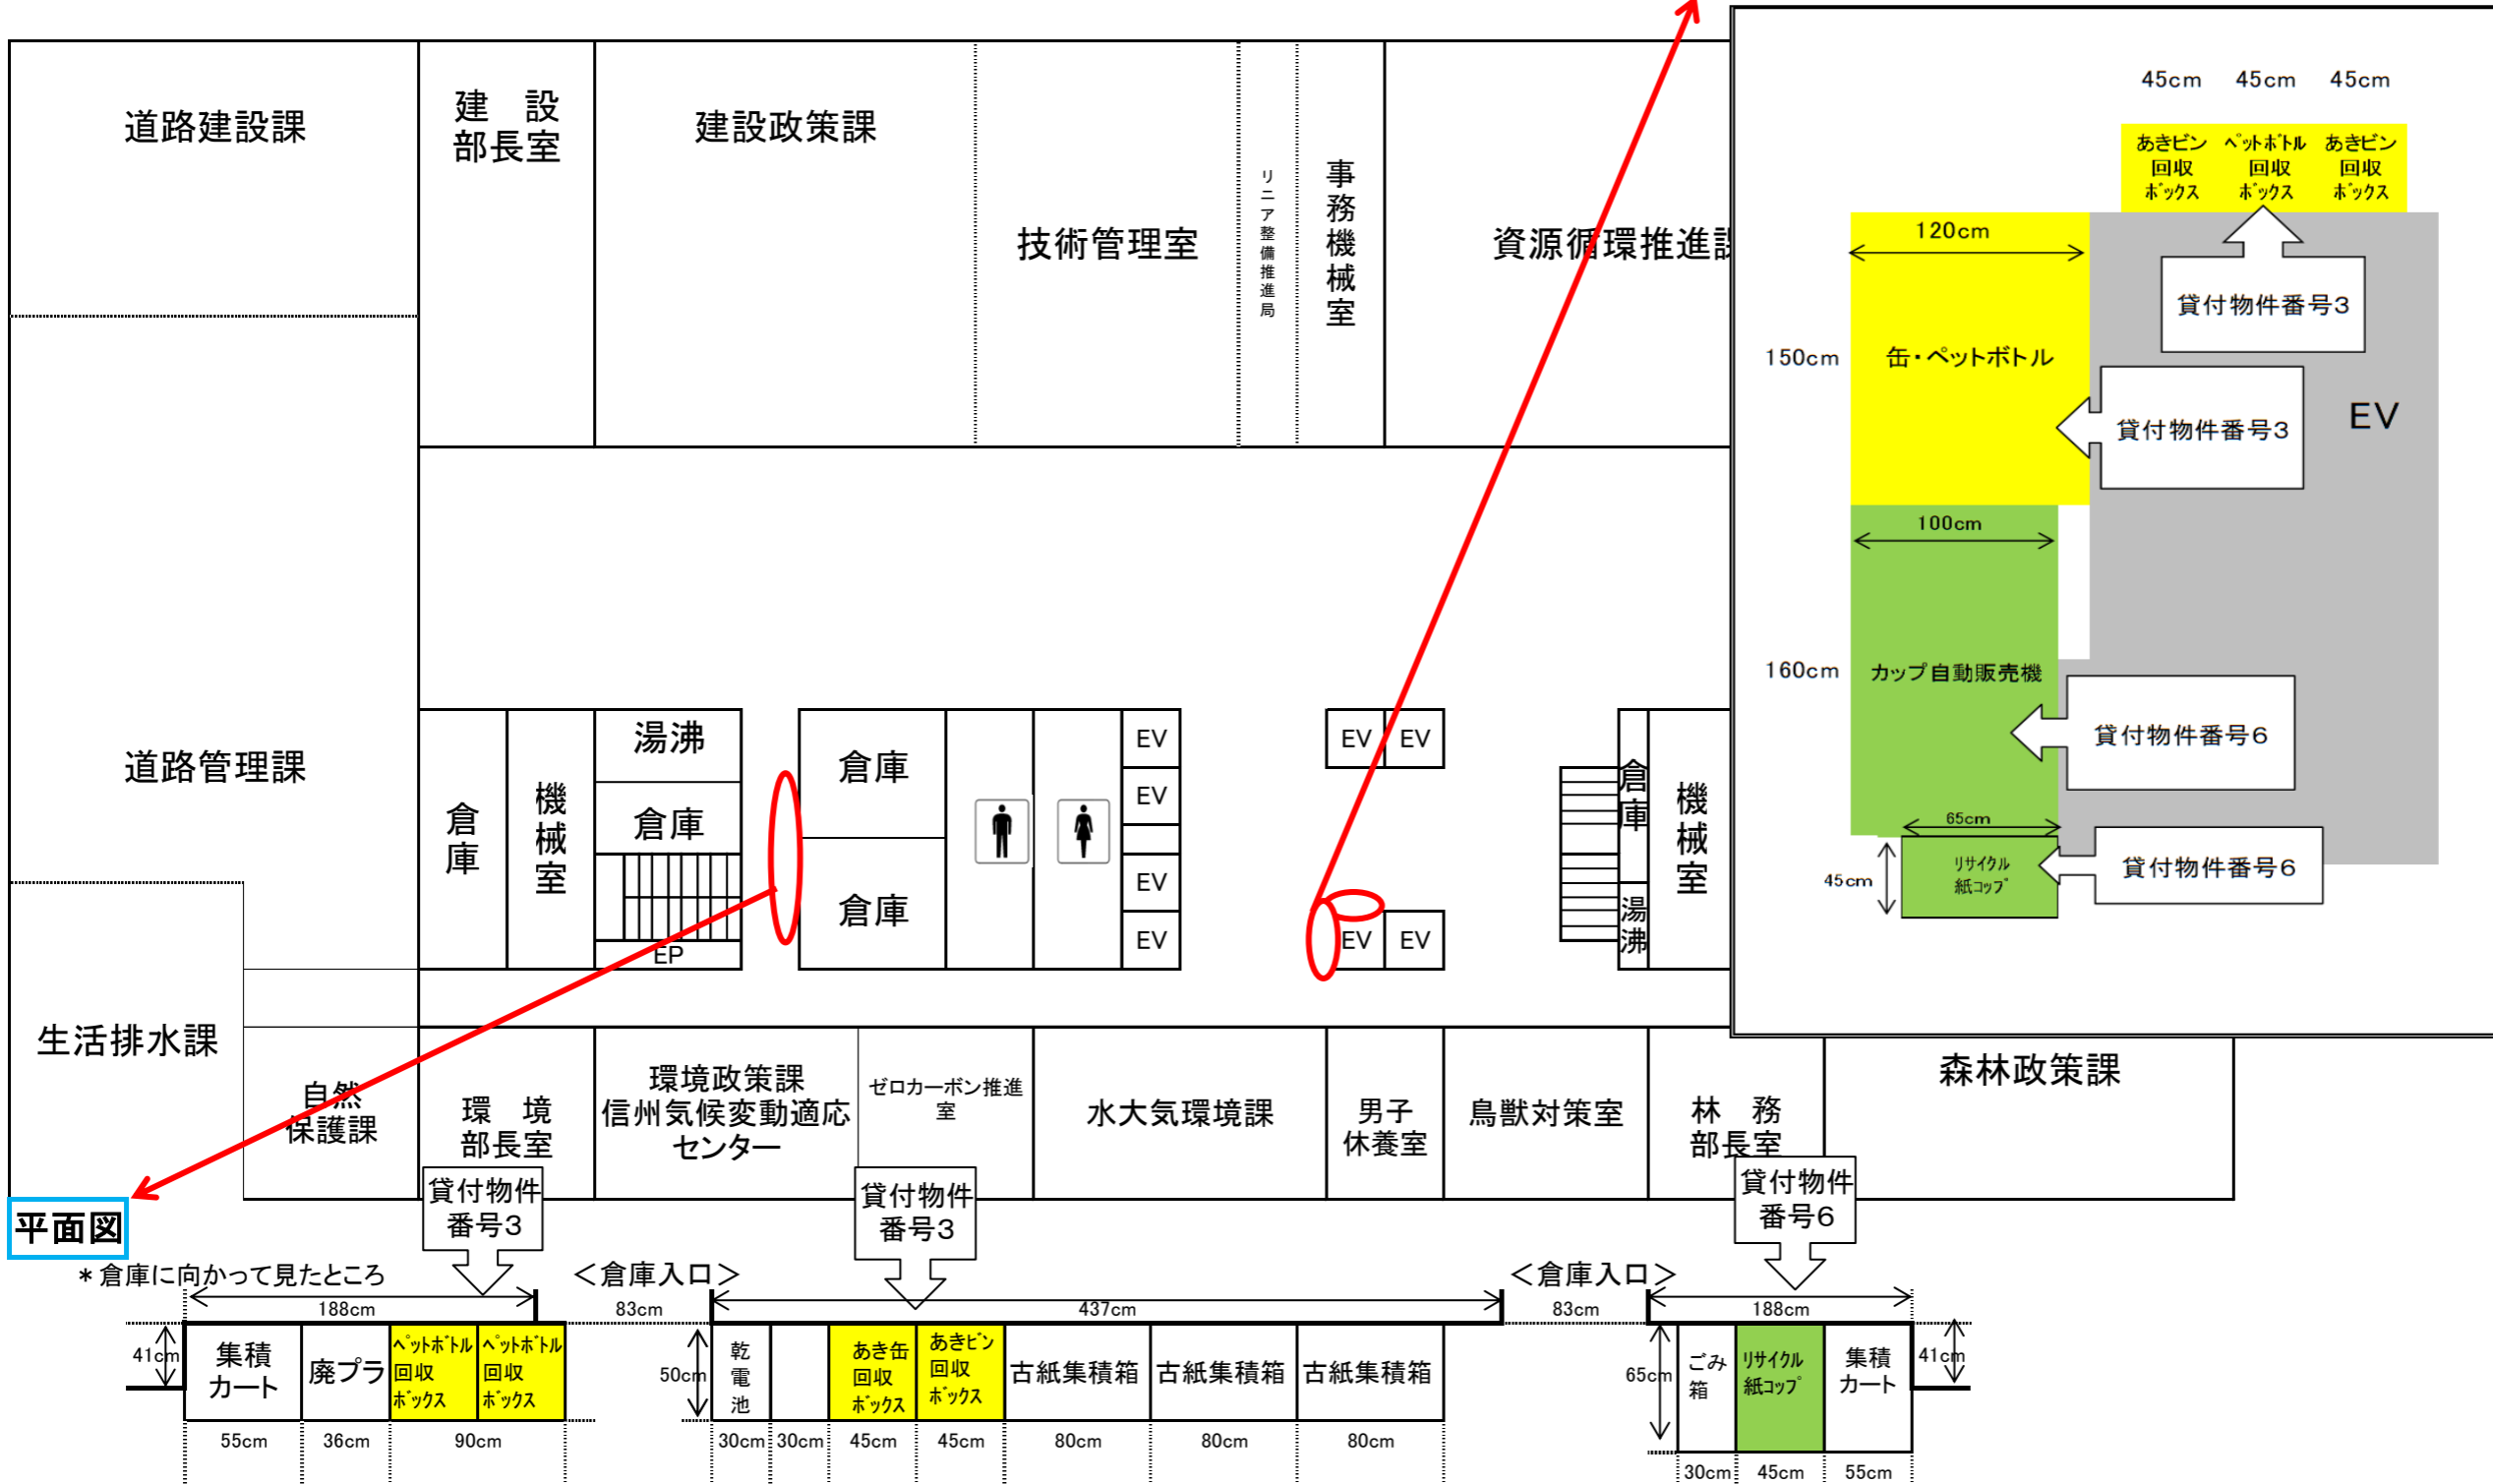 45cm 45cm 45cm
あきビン
回収
ボックス
ペットボトル
回収
ボックス
あきビン
回収
ボックス
120cm
貸付物件番号3
150cm
缶・ペットボトル
貸付物件番号3
EV
100cm
160cm
カップ自動販売機
貸付物件番号6
65cm
45cm
リサイクル
紙コップ
貸付物件番号6
道路建設課
建 設
部長室
建設政策課
技術管理室
リニア整備推進局
事務機械室
資源循環推進課
道路管理課
倉庫
機械室
湯沸
倉庫
EP
倉庫
倉庫
EV
EV
EV
EV
EV EV
EV EV
倉庫
湯沸
機械室
生活排水課
自然
保護課
環 境
部長室
環境政策課
信州気候変動適応
センター
ゼロカーボン推進
室
水大気環境課
男子
休養室
鳥獣対策室
林 務
部長室
森林政策課
平面図
貸付物件
番号3
貸付物件
番号3
貸付物件
番号6
*倉庫に向かって見たところ
<倉庫入口>
<倉庫入口>
188cm
83cm
437cm
83cm
188cm
41cm
集積
カート
廃プラ
ペットボトル
回収
ボックス
ペットボトル
回収
ボックス
50cm
乾電池
あき缶
回収
ボックス
あきビン
回収
ボックス
古紙集積箱
古紙集積箱
古紙集積箱
65cm
ごみ
箱
リサイクル
紙コップ
集積
カート
41cm
55cm 36cm 90cm
30cm 30cm 45cm 45cm 80cm 80cm 80cm
30cm 45cm 55cm